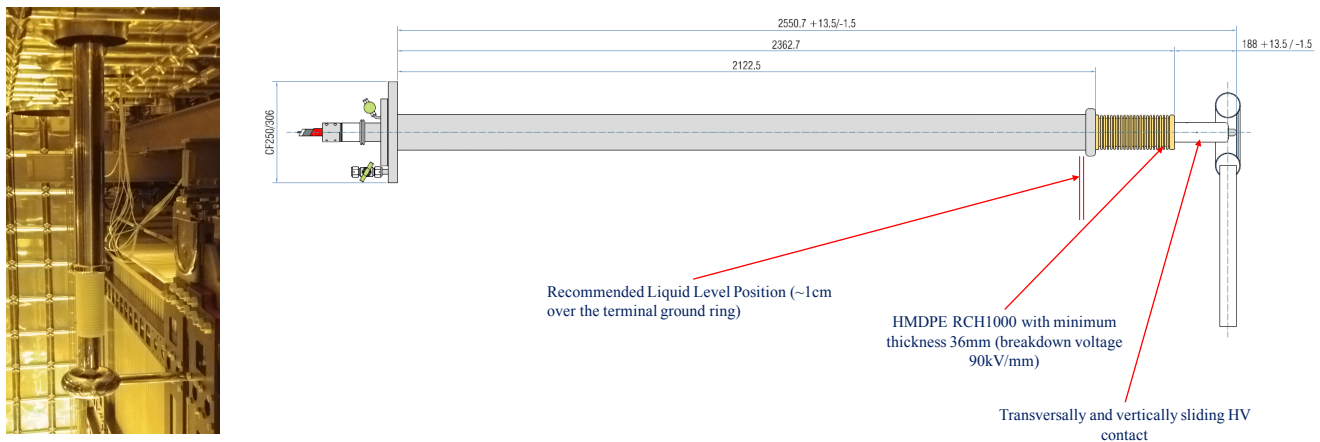 2550.7 +13.5/-1.5
2362.7
188 +13.5 / -1.5
2122.5
CF250/306
Recommended Liquid Level Position (~1cm
over the terminal ground ring)
HMDPE RCH1000 with minimum
thickness 36mm (breakdown voltage
90kV/mm)
Transversally and vertically sliding HV
contact